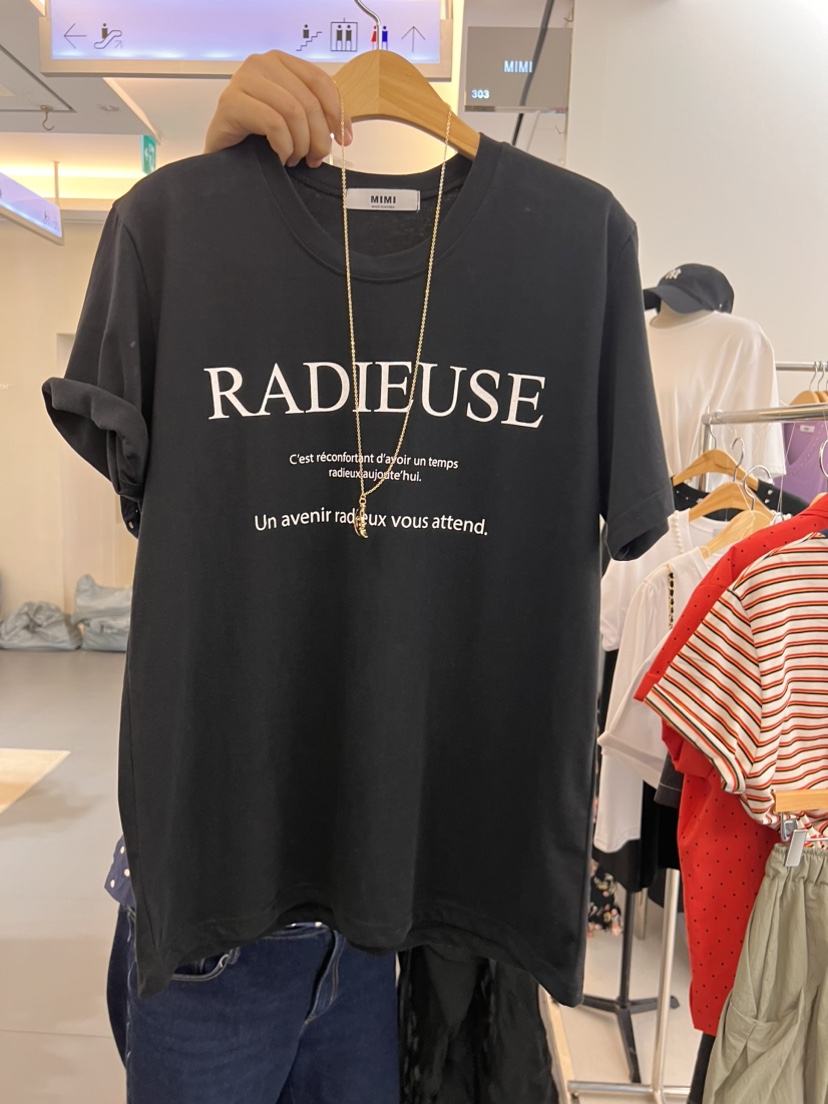 MIMI
303
MIMI
RADIEUSE
C'est réconfortant d'avoir un temps
radieux aujoute'hui.
Un avenir radieux vous attend.